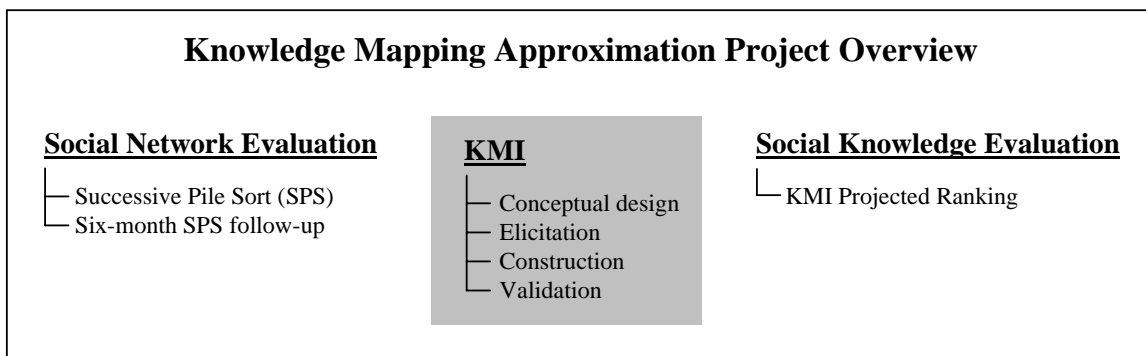 Knowledge Mapping Approximation Project Overview
Social Network Evaluation
Successive Pile Sort (SPS)
Six-month SPS follow-up
KMI
Conceptual design
Elicitation
Construction
Validation
Social Knowledge Evaluation
KMI Projected Ranking